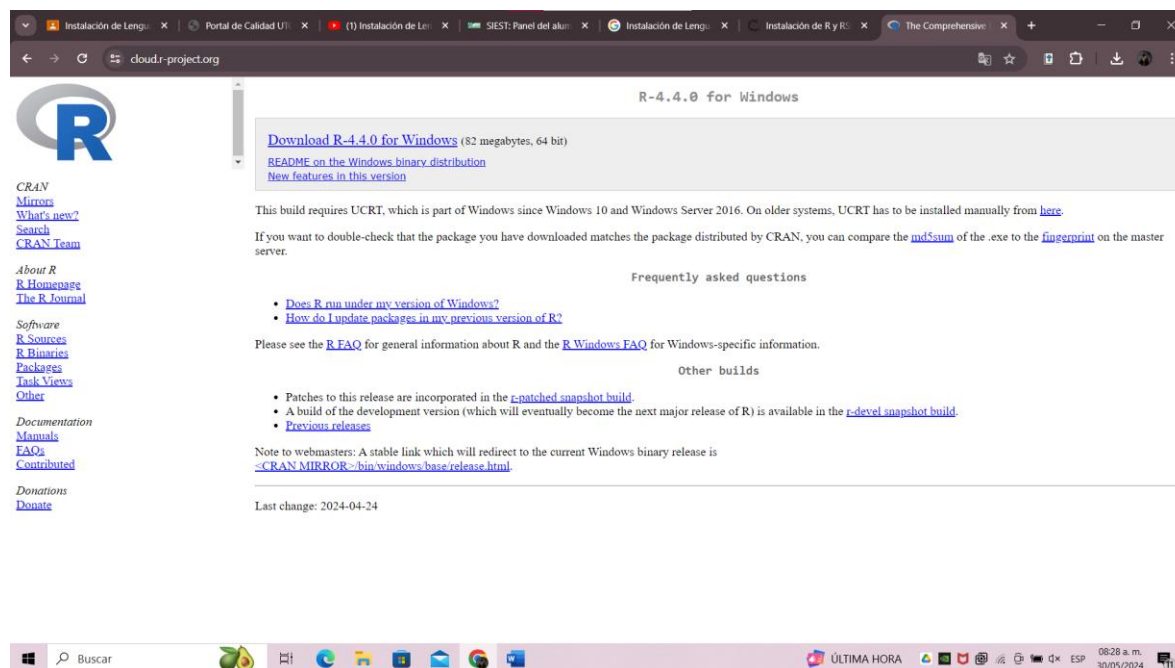 Instalación de Lengu
Portal de Calidad UT
(1) Instalación de Len
SIEST: Panel del alum
Instalación de Lengu
Instalación de R y RS
The Comprehensive
cloud.r-project.org
R
CRAN
Mirrors
What's new?
Search
CRAN Team
About R
R Homepage
The R Journal
Software
R Sources
R Binaries
Packages
Task Views
Other
Documentation
Manuals
FAQs
Contributed
Donations
Donate
R-4.4.0 for Windows
Download R-4.4.0 for Windows (82 megabytes, 64 bit)
README on the Windows binary distribution
New features in this version
This build requires UCRT, which is part of Windows since Windows 10 and Windows Server 2016. On older systems, UCRT has to be installed manually from here.
If you want to double-check that the package you have downloaded matches the package distributed by CRAN, you can compare the md5sum of the .exe to the fingerprint on the master
server.
Frequently asked questions
• Does R run under my version of Windows?
• How do I update packages in my previous version of R?
Please see the R FAQ for general information about R and the R Windows FAQ for Windows-specific information.
Other builds
• Patches to this release are incorporated in the r-patched snapshot build.
• A build of the development version (which will eventually become the next major release of R) is available in the r-devel snapshot build.
• Previous releases
Note to webmasters: A stable link which will redirect to the current Windows binary release is
<CRAN MIRROR>/bin/windows/base/release.html.
Last change: 2024-04-24
Buscar
ÚLTIMA HORA
ESP
08:28 a. m.
30/05/2024